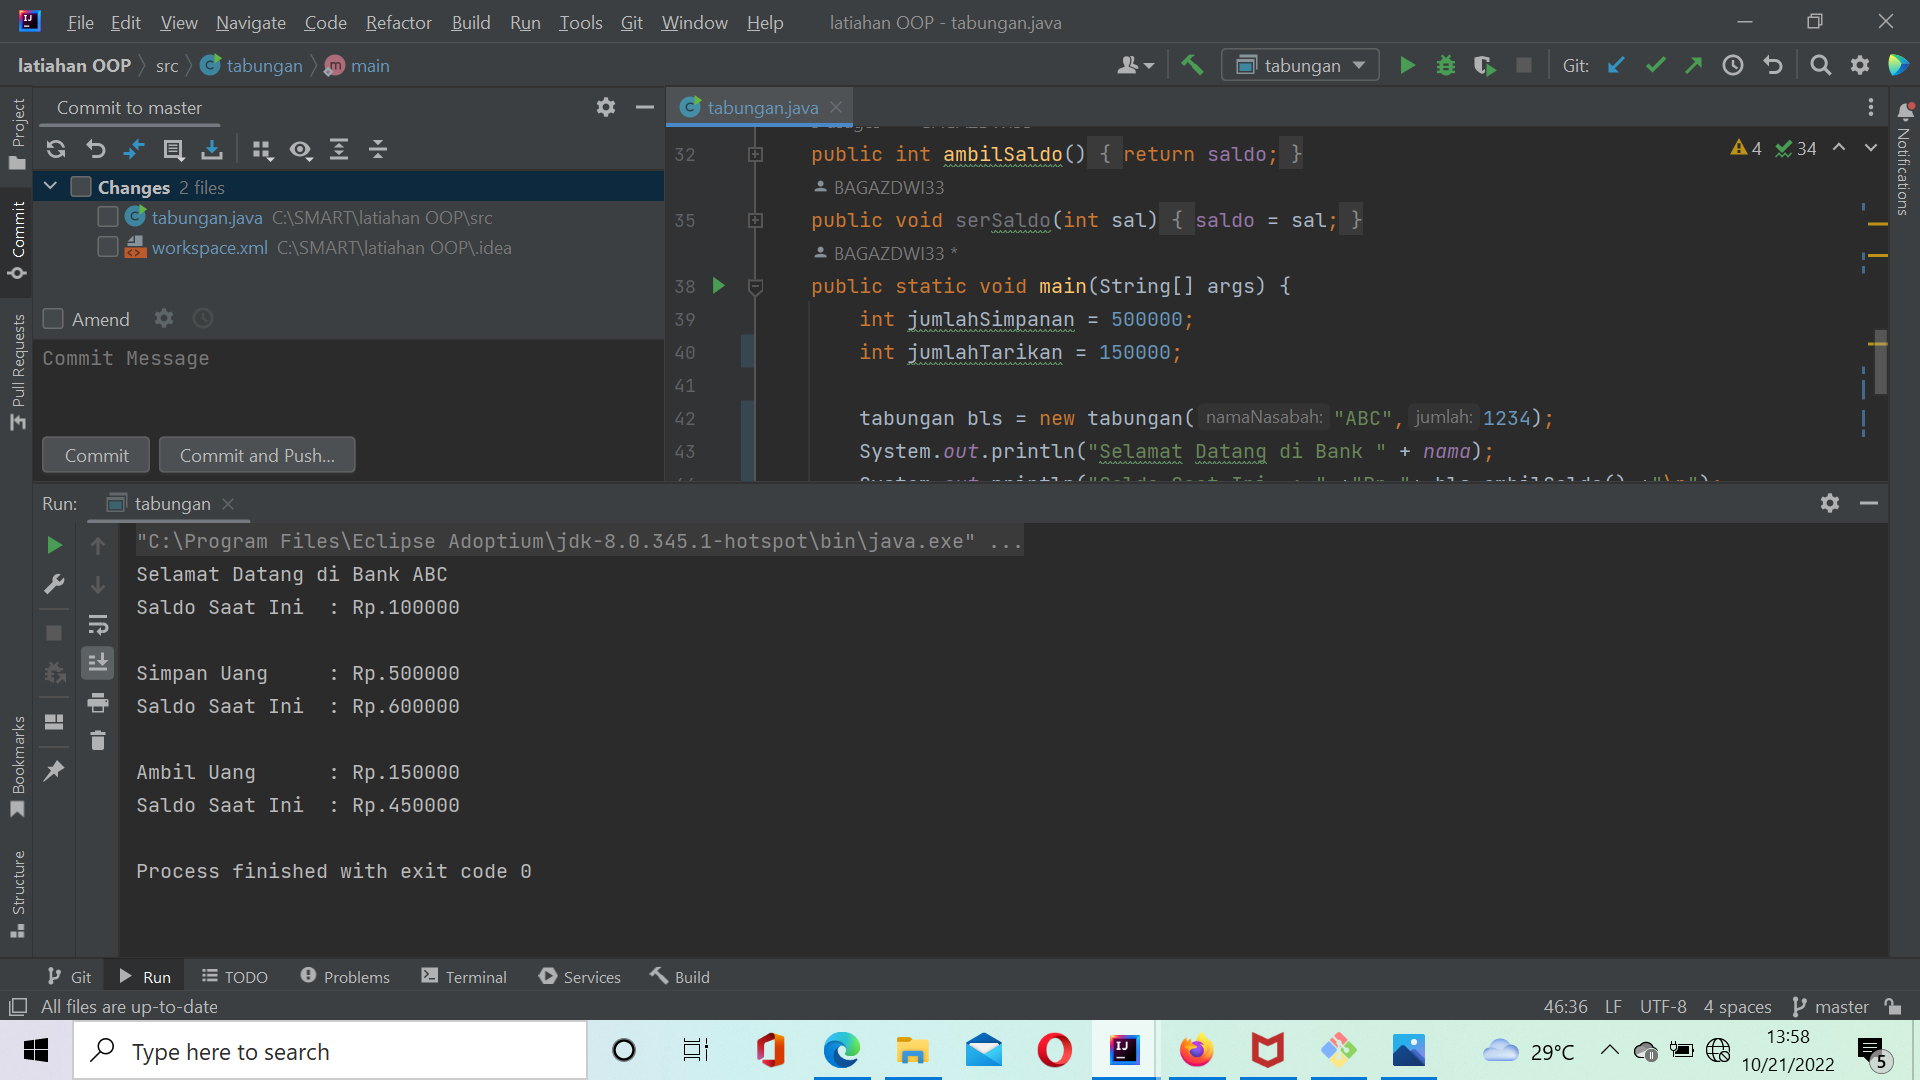 File Edit View Navigate Code Refactor Build Run Tools Git Window Help latiahan OOP - tabungan.java
latiahan OOP src tabungan main
tabungan
Git:
Project
Commit
Pull Requests
Bookmarks
Structure
Notifications
Commit to master
Changes 2 files
tabungan.java C:\SMART\latiahan OOP\src
workspace.xml C:\SMART\latiahan OOP\.idea
Amend
Commit Message
Commit
Commit and Push...
tabungan.java
4 34
32 public int ambilSaldo() { return saldo; }
BAGAZDWI33
35 public void serSaldo(int sal) { saldo = sal; }
BAGAZDWI33 *
38 public static void main(String[] args) {
39 int jumlahSimpanan = 500000;
40 int jumlahTarikan = 150000;
41
42 tabungan bls = new tabungan( namaNasabah: "ABC", jumlah: 1234);
43 System.out.println("Selamat Datang di Bank " + nama);
Run: tabungan
"C:\Program Files\Eclipse Adoptium\jdk-8.0.345.1-hotspot\bin\java.exe" ...
Selamat Datang di Bank ABC
Saldo Saat Ini : Rp.100000
Simpan Uang : Rp.500000
Saldo Saat Ini : Rp.600000
Ambil Uang : Rp.150000
Saldo Saat Ini : Rp.450000
Process finished with exit code 0
Git Run TODO Problems Terminal Services Build
All files are up-to-date
46:36 LF UTF-8 4 spaces master
Type here to search
29°C
13:58
10/21/2022
5